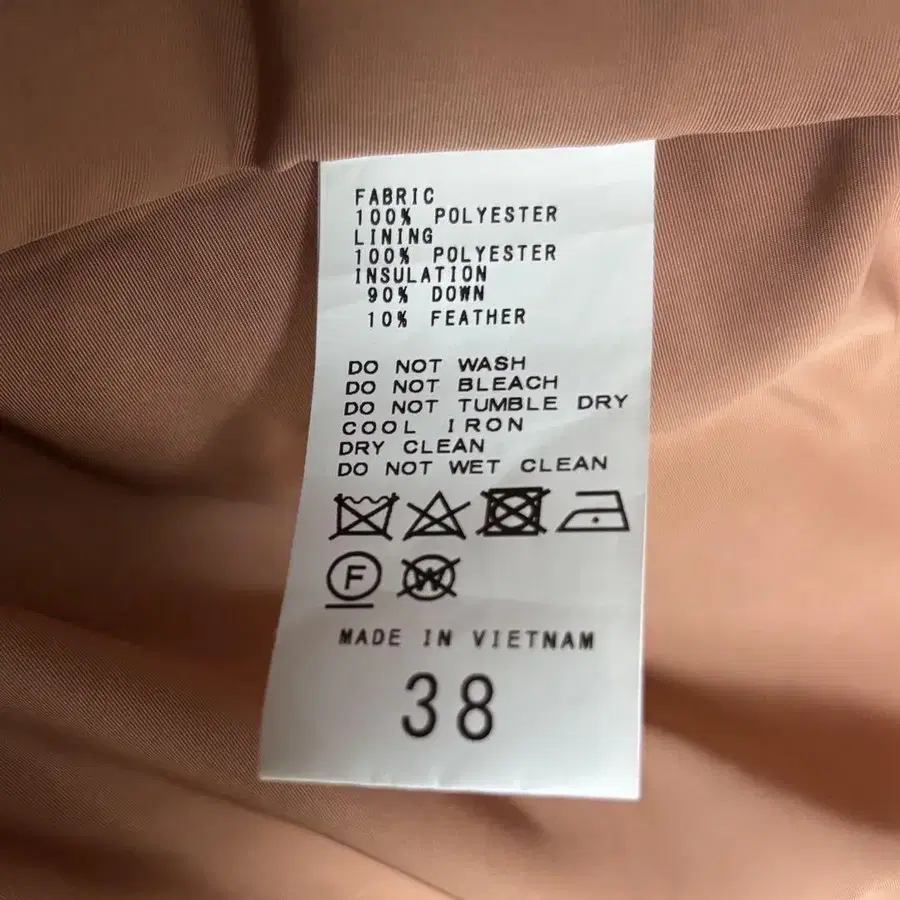 FABRIC
100% POLYESTER
LINING
100% POLYESTER
INSULATION
90% DOWN
10% FEATHER
DO NOT WASH
DO NOT BLEACH
DO NOT TUMBLE DRY
COOL IRON
DRY CLEAN
DO NOT WET CLEAN
F W
MADE IN VIETNAM
38